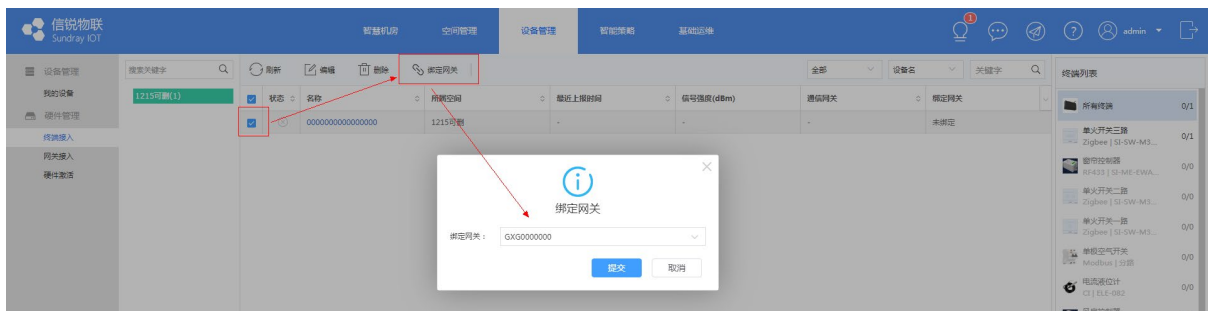 信锐物联
Sundray IOT
智慧机房
空间管理
设备管理
智能策略
基础运维
1
admin
设备管理
我的设备
硬件管理
终端接入
网关接入
硬件激活
搜索关键字
1215可删(1)
刷新
编辑
删除
绑定网关
全部
设备名
关键字
状态
名称
所属空间
最近上报时间
信号强度(dBm)
通信网关
绑定网关
0000000000000000
1215可删
-
-
-
未绑定
绑定网关
绑定网关：
GXG0000000
提交
取消
终端列表
所有终端
0/1
单火开关三路
Zigbee | SI-SW-M3...
0/1
窗帘控制器
RF433 | SI-ME-EWA...
0/0
单火开关二路
Zigbee | SI-SW-M3...
0/0
单火开关一路
Zigbee | SI-SW-M3...
0/0
单极空气开关
Modbus |
0/0
电流液位计
CI | ELE-082
0/0